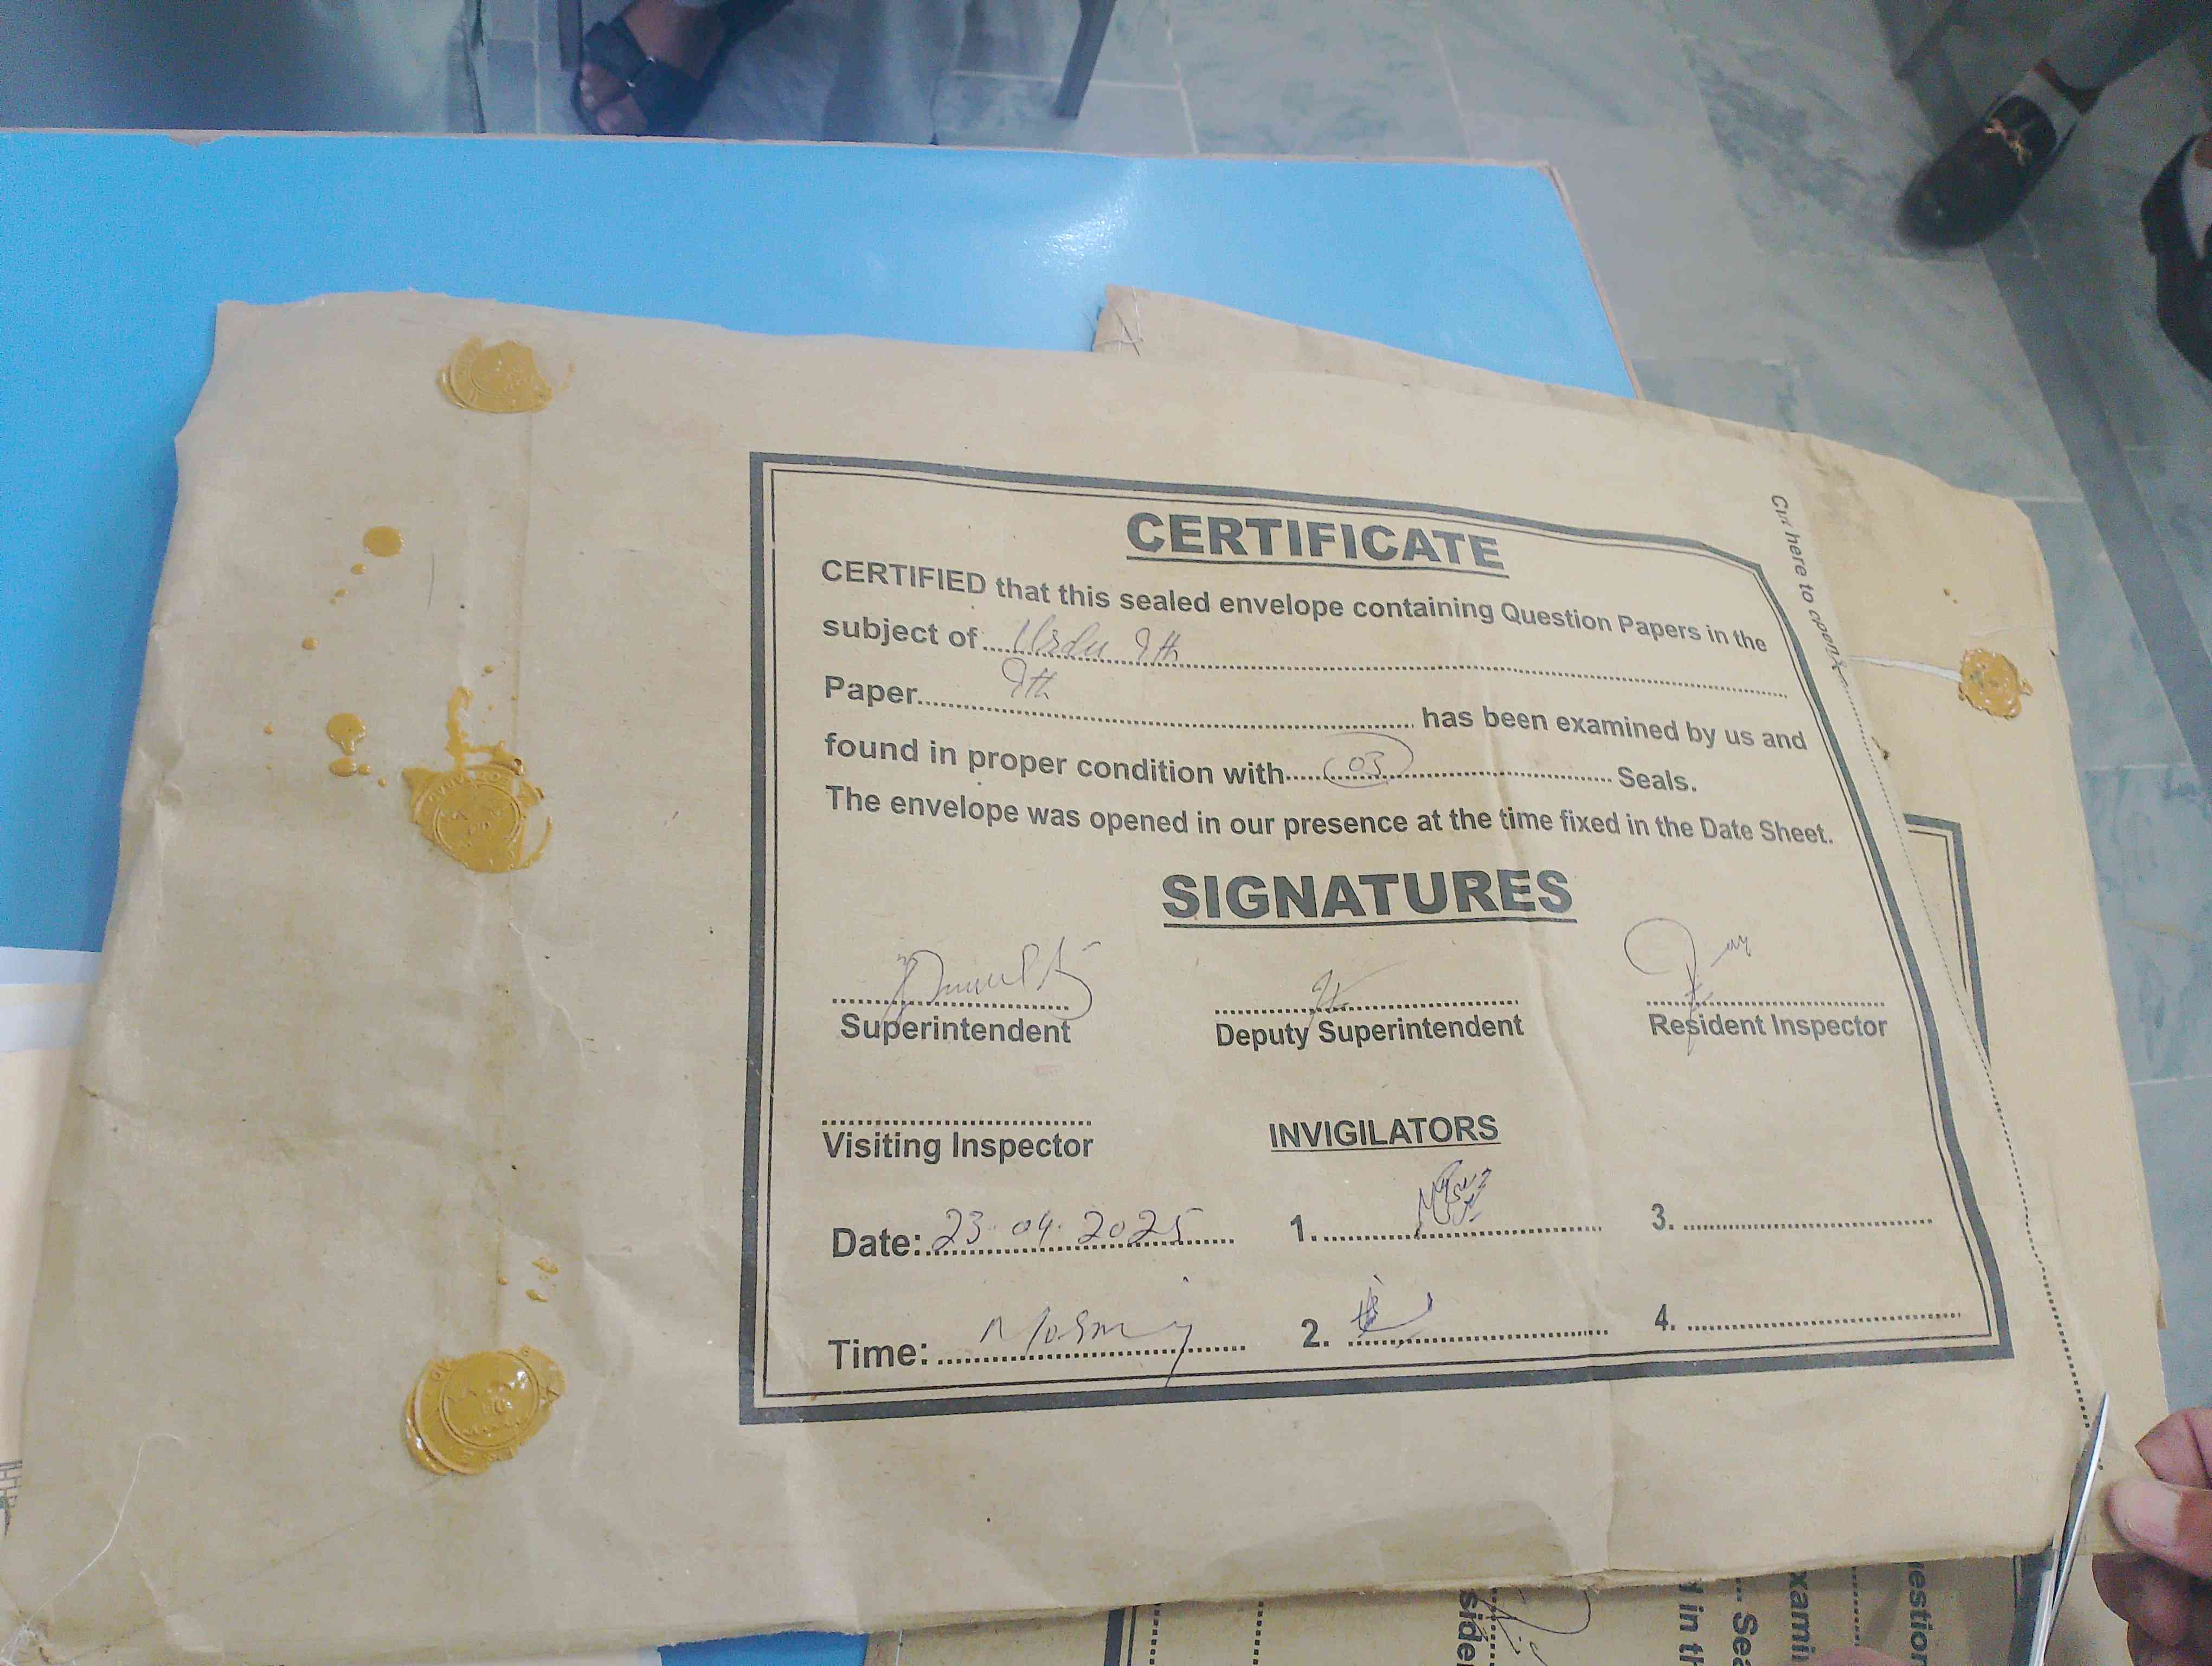 CERTIFICATE
CERTIFIED that this sealed envelope containing Question Papers in the
subject of Urdu 9th
Paper 9th has been examined by us and
found in proper condition with Seals.
The envelope was opened in our presence at the time fixed in the Date Sheet.
SIGNATURES
Superintendent
Deputy Superintendent
Resident Inspector
Visiting Inspector
INVIGILATORS
Date: 23.04.2025 1. 3.
Time: Morning 2. 4.
Cut here to open